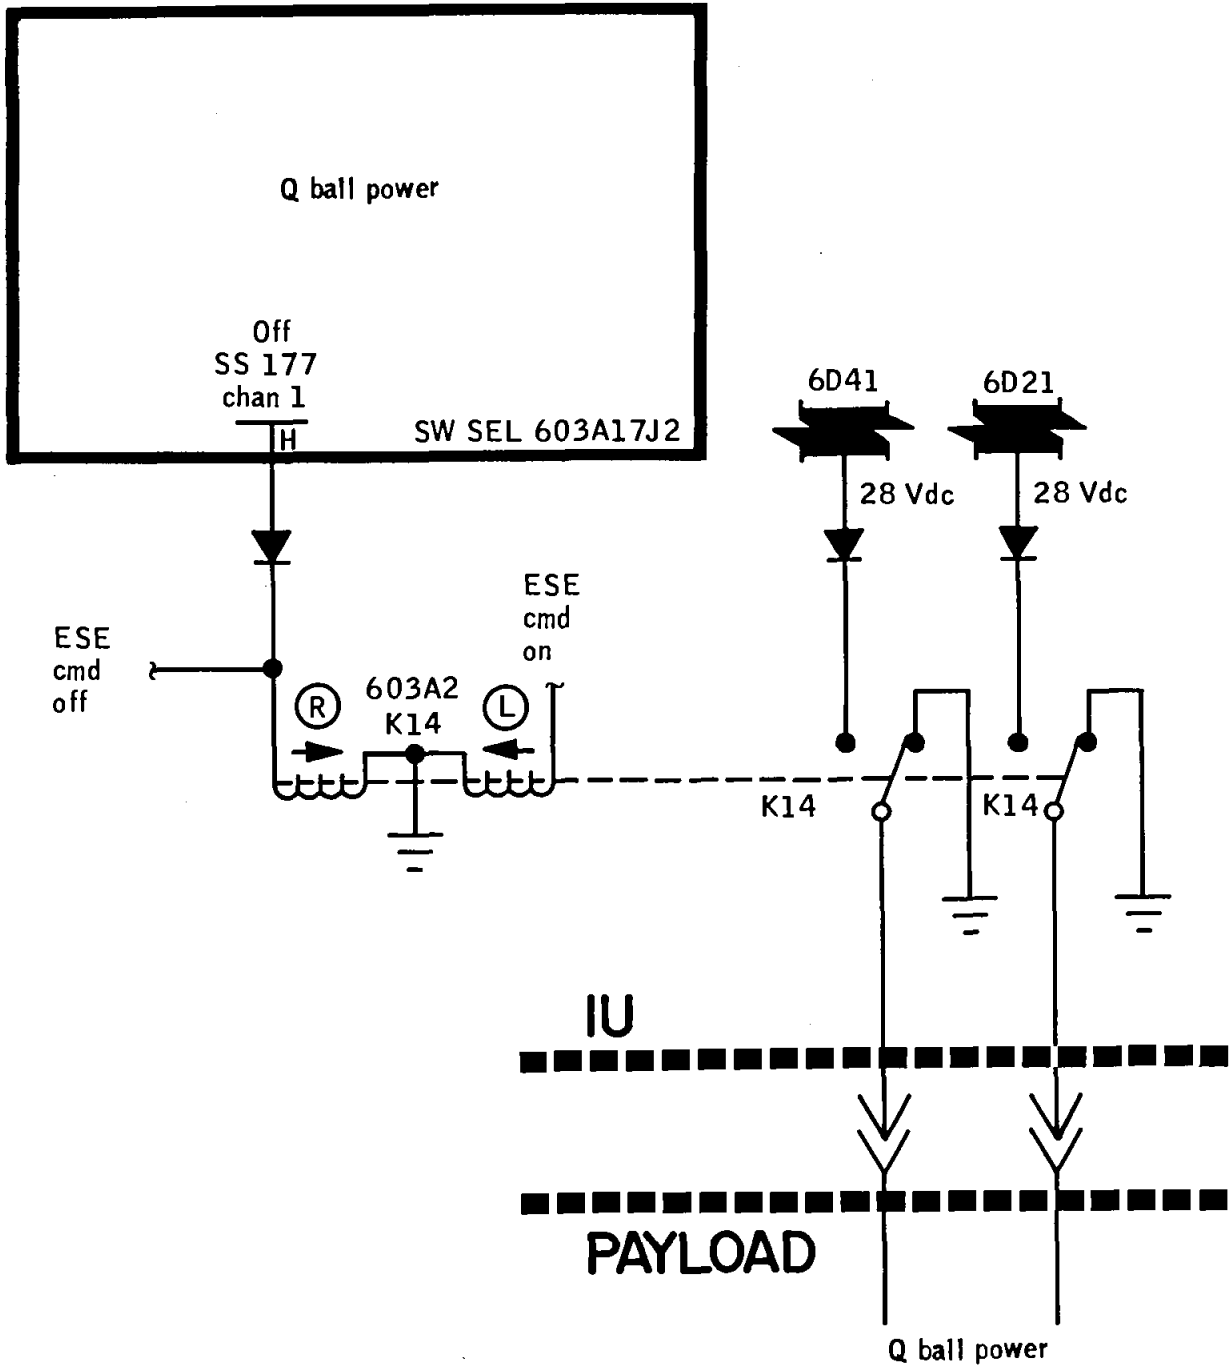 Q ball power
Off
SS 177
chan 1
H
SW SEL 603A17J2
6D41
6D21
28 Vdc
28 Vdc
ESE
cmd
on
ESE
cmd
off
R
603A2
K14
L
K14
K14
IU
PAYLOAD
Q ball power